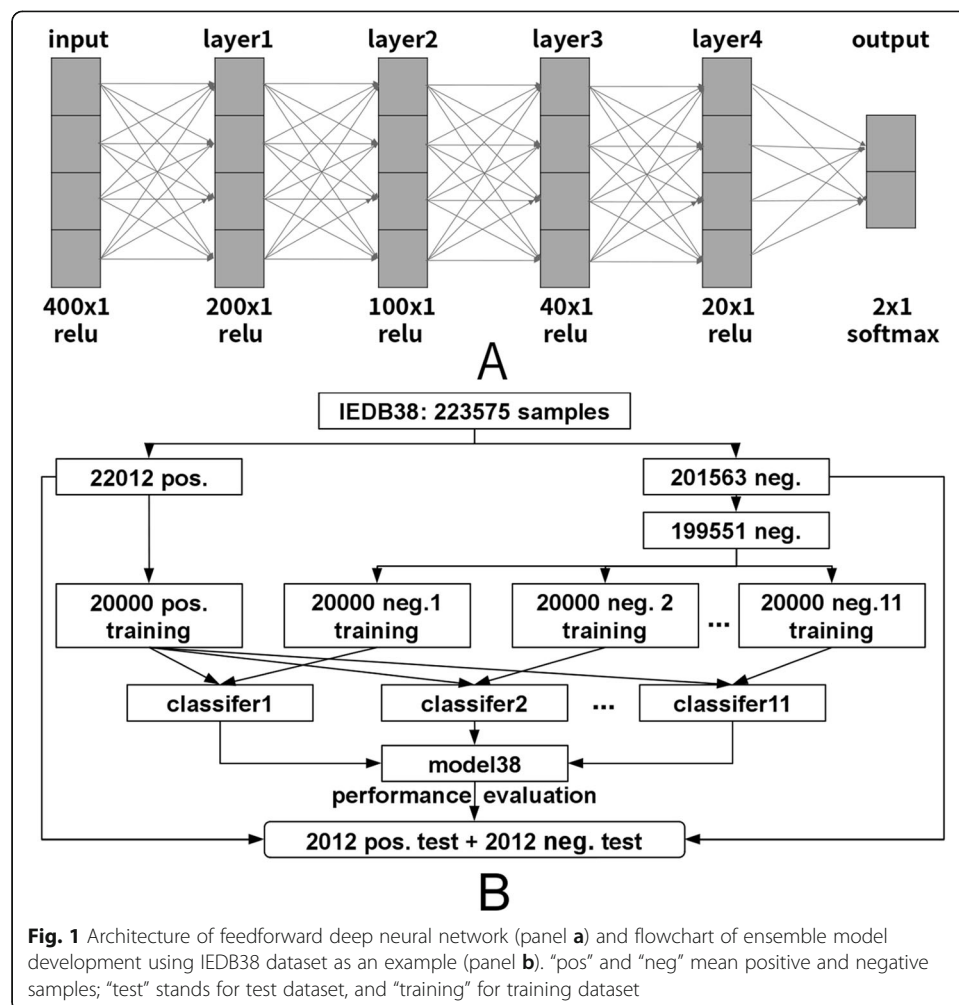 input layer1 layer2 layer3 layer4 output
400x1 200x1 100x1 40x1 20x1 2x1
relu relu relu relu relu softmax
A
IEDB38: 223575 samples
22012 pos. 201563 neg.
199551 neg.
20000 pos. 20000 neg.1 20000 neg. 2 20000 neg.11
training training training ... training
classifer1 classifer2 ... classifer11
model38
performance evaluation
2012 pos. test + 2012 neg. test
B
Fig. 1 Architecture of feedforward deep neural network (panel a) and flowchart of ensemble model
development using IEDB38 dataset as an example (panel b). “pos” and “neg” mean positive and negative
samples; “test” stands for test dataset, and “training” for training dataset